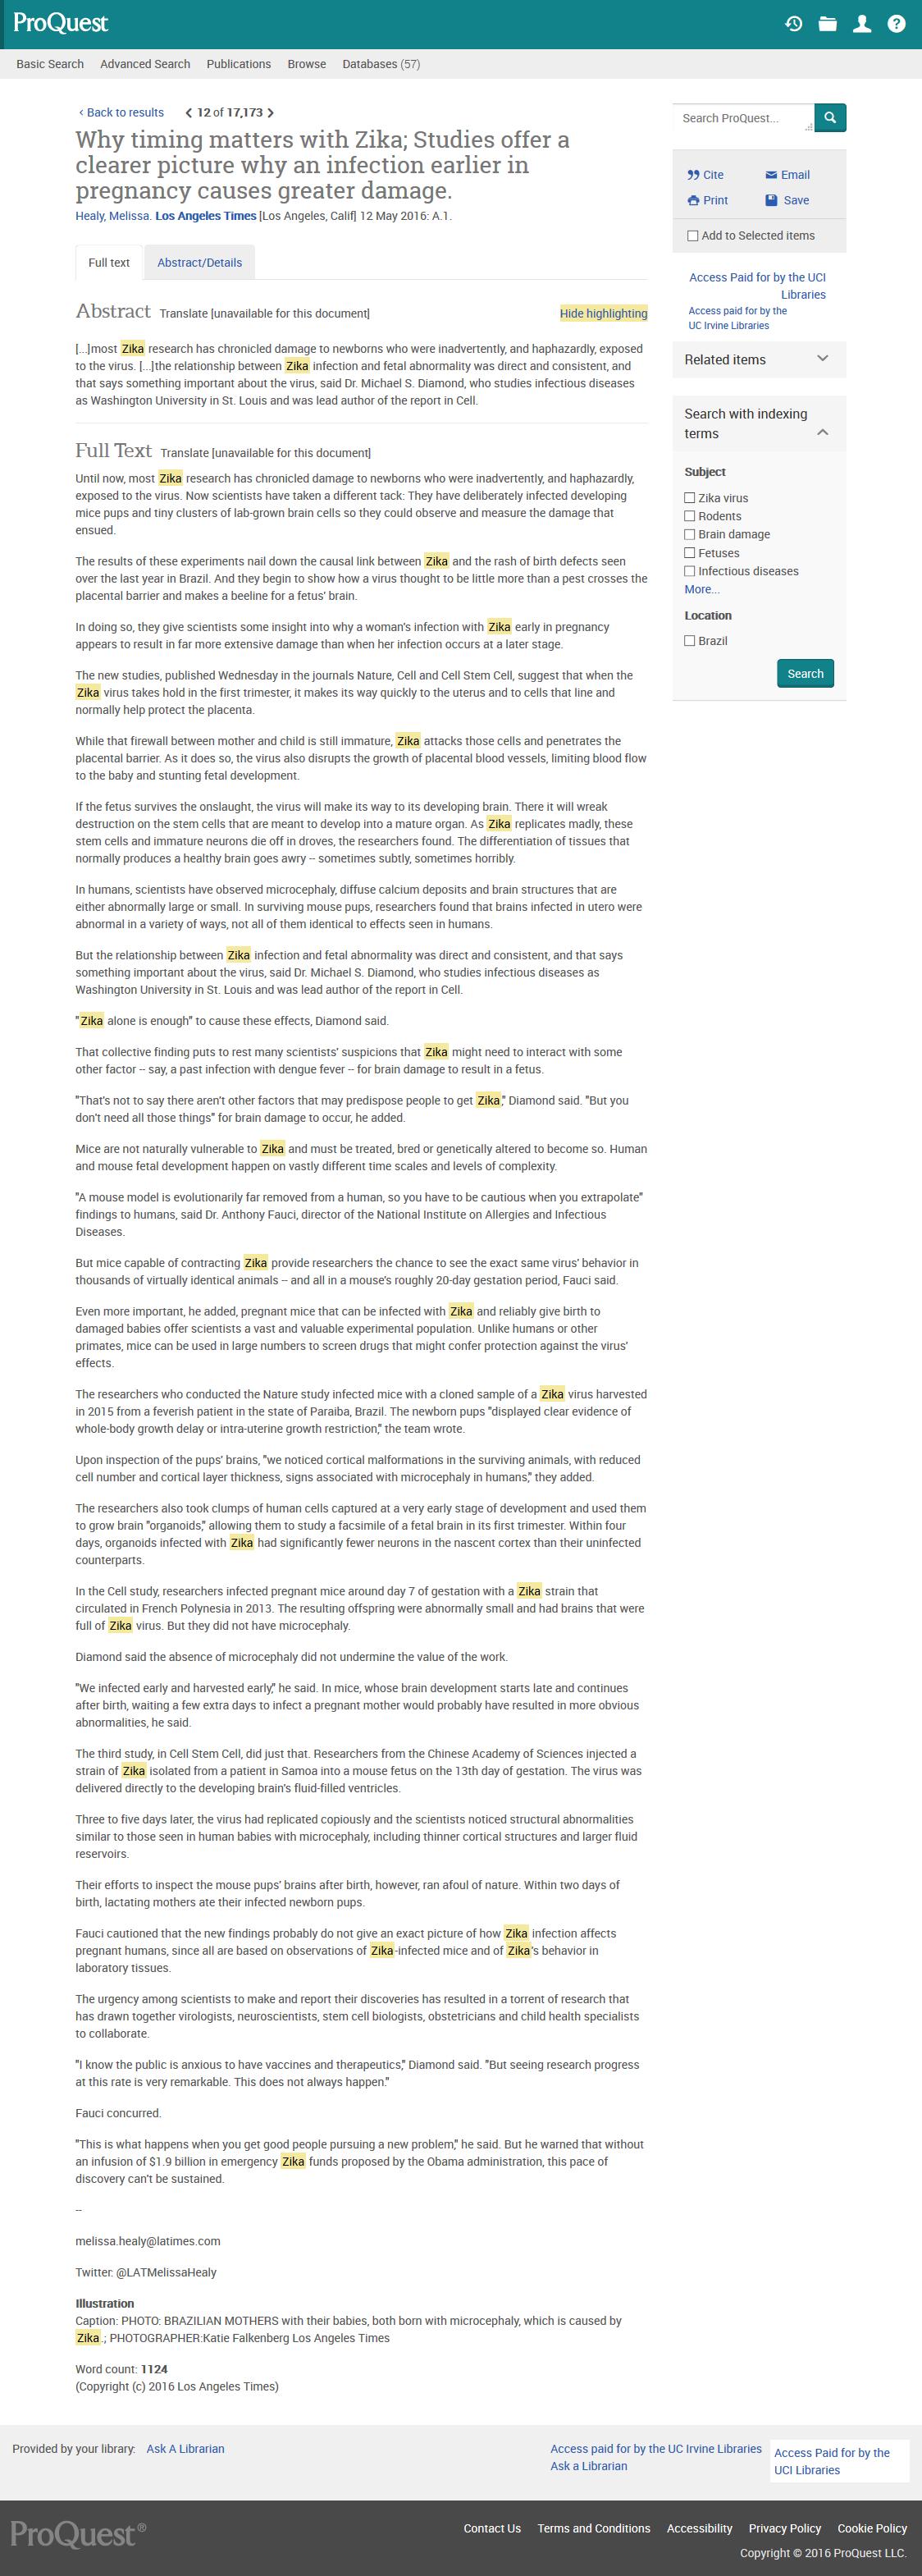 ProQuest
Basic Search Advanced Search Publications Browse Databases (57)
‹ Back to results 12 of 17,173
Why timing matters with Zika; Studies offer a
clearer picture why an infection earlier in
pregnancy causes greater damage.
Healy, Melissa. Los Angeles Times [Los Angeles, Calif] 12 May 2016: A.1.
Full text Abstract/Details
Abstract Translate [unavailable for this document] Hide highlighting
[...]most Zika research has chronicled damage to newborns who were inadvertently, and haphazardly, exposed
to the virus. [...]the relationship between Zika infection and fetal abnormality was direct and consistent, and
that says something important about the virus, said Dr. Michael S. Diamond, who studies infectious diseases
as Washington University in St. Louis and was lead author of the report in Cell.
Full Text Translate [unavailable for this document]
Until now, most Zika research has chronicled damage to newborns who were inadvertently, and haphazardly,
exposed to the virus. Now scientists have taken a different tack: They have deliberately infected developing
mice pups and tiny clusters of lab-grown brain cells so they could observe and measure the damage that
ensued.
The results of these experiments nail down the causal link between Zika and the rash of birth defects seen
over the last year in Brazil. And they begin to show how a virus thought to be little more than a pest crosses the
placental barrier and makes a beeline for a fetus' brain.
In doing so, they give scientists some insight into why a woman's infection with Zika early in pregnancy
appears to result in far more extensive damage than when her infection occurs at a later stage.
The new studies, published Wednesday in the journals Nature, Cell and Cell Stem Cell, suggest that when the
Zika virus takes hold in the first trimester, it makes its way quickly to the uterus and to cells that line and
normally help protect the placenta.
While that firewall between mother and child is still immature, Zika attacks those cells and penetrates the
placental barrier. As it does so, the virus also disrupts the growth of placental blood vessels, limiting blood flow
to the baby and stunting fetal development.
If the fetus survives the onslaught, the virus will make its way to its developing brain. There it will wreak
destruction on the stem cells that are meant to develop into a mature organ. As Zika replicates madly, these
stem cells and immature neurons die off in droves, the researchers found. The differentiation of tissues that
normally produces a healthy brain goes awry -- sometimes subtly, sometimes horribly.
In humans, scientists have observed microcephaly, diffuse calcium deposits and brain structures that are
either abnormally large or small. In surviving mouse pups, researchers found that brains infected in utero were
abnormal in a variety of ways, not all of them identical to effects seen in humans.
But the relationship between Zika infection and fetal abnormality was direct and consistent, and that says
something important about the virus, said Dr. Michael S. Diamond, who studies infectious diseases as
Washington University in St. Louis and was lead author of the report in Cell.
"Zika alone is enough" to cause these effects, Diamond said.
That collective finding puts to rest many scientists' suspicions that Zika might need to interact with some
other factor -- say, a past infection with dengue fever -- for brain damage to result in a fetus.
"That's not to say there aren't other factors that may predispose people to get Zika," Diamond said. "But you
don't need all those things" for brain damage to occur, he added.
Mice are not naturally vulnerable to Zika and must be treated, bred or genetically altered to become so. Human
and mouse fetal development happen on vastly different time scales and levels of complexity.
"A mouse model is evolutionarily far removed from a human, so you have to be cautious when you extrapolate"
findings to humans, said Dr. Anthony Fauci, director of the National Institute on Allergies and Infectious
Diseases.
But mice capable of contracting Zika provide researchers the chance to see the exact same virus' behavior in
thousands of virtually identical animals -- and all in a mouse's roughly 20-day gestation period, Fauci said.
Even more important, he added, pregnant mice that can be infected with Zika and reliably give birth to
damaged babies offer scientists a vast and valuable experimental population. Unlike humans or other
primates, mice can be used in large numbers to screen drugs that might confer protection against the virus'
effects.
The researchers who conducted the Nature study infected mice with a cloned sample of a Zika virus harvested
in 2015 from a feverish patient in the state of Paraiba, Brazil. The newborn pups "displayed clear evidence of
whole-body growth delay or intra-uterine growth restriction," the team wrote.
Upon inspection of the pups' brains, "we noticed cortical malformations in the surviving animals, with reduced
cell number and cortical layer thickness, signs associated with microcephaly in humans," they added.
The researchers also took clumps of human cells captured at a very early stage of development and used them
to grow brain "organoids," allowing them to study a facsimile of a fetal brain in its first trimester. Within four
days, organoids infected with Zika had significantly fewer neurons in the nascent cortex than their uninfected
counterparts.
In the Cell study, researchers infected pregnant mice around day 7 of gestation with a Zika strain that
circulated in French Polynesia in 2013. The resulting offspring were abnormally small and had brains that were
full of Zika virus. But they did not have microcephaly.
Diamond said the absence of microcephaly did not undermine the value of the work.
"We infected early and harvested early," he said. In mice, whose brain development starts late and continues
after birth, waiting a few extra days to infect a pregnant mother would probably have resulted in more obvious
abnormalities, he said.
The third study, in Cell Stem Cell, did just that. Researchers from the Chinese Academy of Sciences injected a
strain of Zika isolated from a patient in Samoa into a mouse fetus on the 13th day of gestation. The virus was
delivered directly to the developing brain's fluid-filled ventricles.
Three to five days later, the virus had replicated copiously and the scientists noticed structural abnormalities
similar to those seen in human babies with microcephaly, including thinner cortical structures and larger fluid
reservoirs.
Their efforts to inspect the mouse pups' brains after birth, however, ran afoul of nature. Within two days of
birth, lactating mothers ate their infected newborn pups.
Fauci cautioned that the new findings probably do not give an exact picture of how Zika infection affects
pregnant humans, since all are based on observations of Zika-infected mice and of Zika's behavior in
laboratory tissues.
The urgency among scientists to make and report their discoveries has resulted in a torrent of research that
has drawn together virologists, neuroscientists, stem cell biologists, obstetricians and child health specialists
to collaborate.
"I know the public is anxious to have vaccines and therapeutics," Diamond said. "But seeing research progress
at this rate is very remarkable. This does not always happen."
Fauci concurred.
"This is what happens when you get good people pursuing a new problem," he said. But he warned that without
an infusion of $1.9 billion in emergency Zika funds proposed by the Obama administration, this pace of
discovery can't be sustained.
--
melissa.healy@latimes.com
Twitter: @LATMelissaHealy
Illustration
Caption: PHOTO: BRAZILIAN MOTHERS with their babies, both born with microcephaly, which is caused by
Zika.; PHOTOGRAPHER:Katie Falkenberg Los Angeles Times
Word count: 1124
(Copyright (c) 2016 Los Angeles Times)
Search ProQuest...
Cite Email
Print Save
Add to Selected items
Access Paid for by the UCI
Libraries
Access paid for by the
UC Irvine Libraries
Related items
Search with indexing
terms
Subject
Zika virus
Rodents
Brain damage
Fetuses
Infectious diseases
More...
Location
Brazil
Search
Provided by your library: Ask A Librarian
Access paid for by the UC Irvine Libraries
Ask a Librarian
Access Paid for by the
UCI Libraries
ProQuest®
Contact Us Terms and Conditions Accessibility Privacy Policy Cookie Policy
Copyright © 2016 ProQuest LLC.